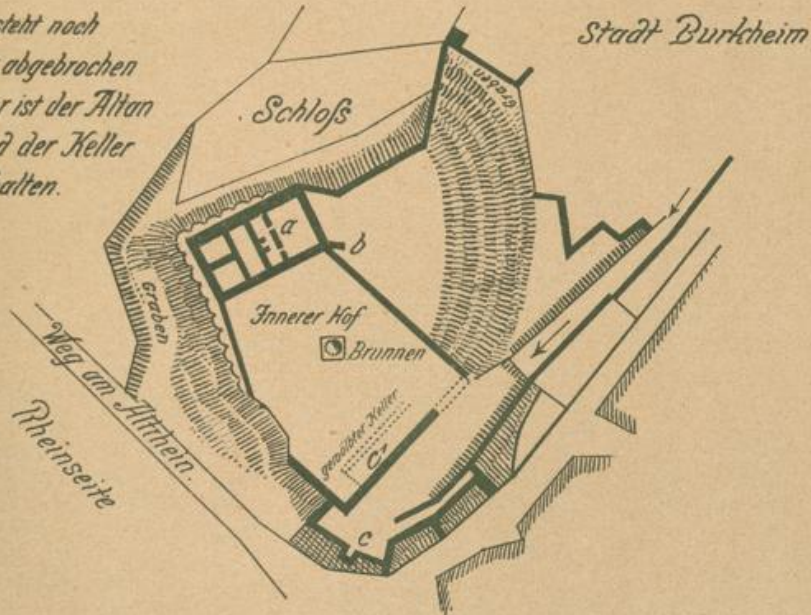 steht noch
abgebrochen
r ist der Altan
d der Keller
halten.
Stadt Burkheim
Schloß
Graben
a
b
Graben
Innerer Hof
Brunnen
Weg am Altrhein.
Rheinseite
gewölbter Keller
C'
c